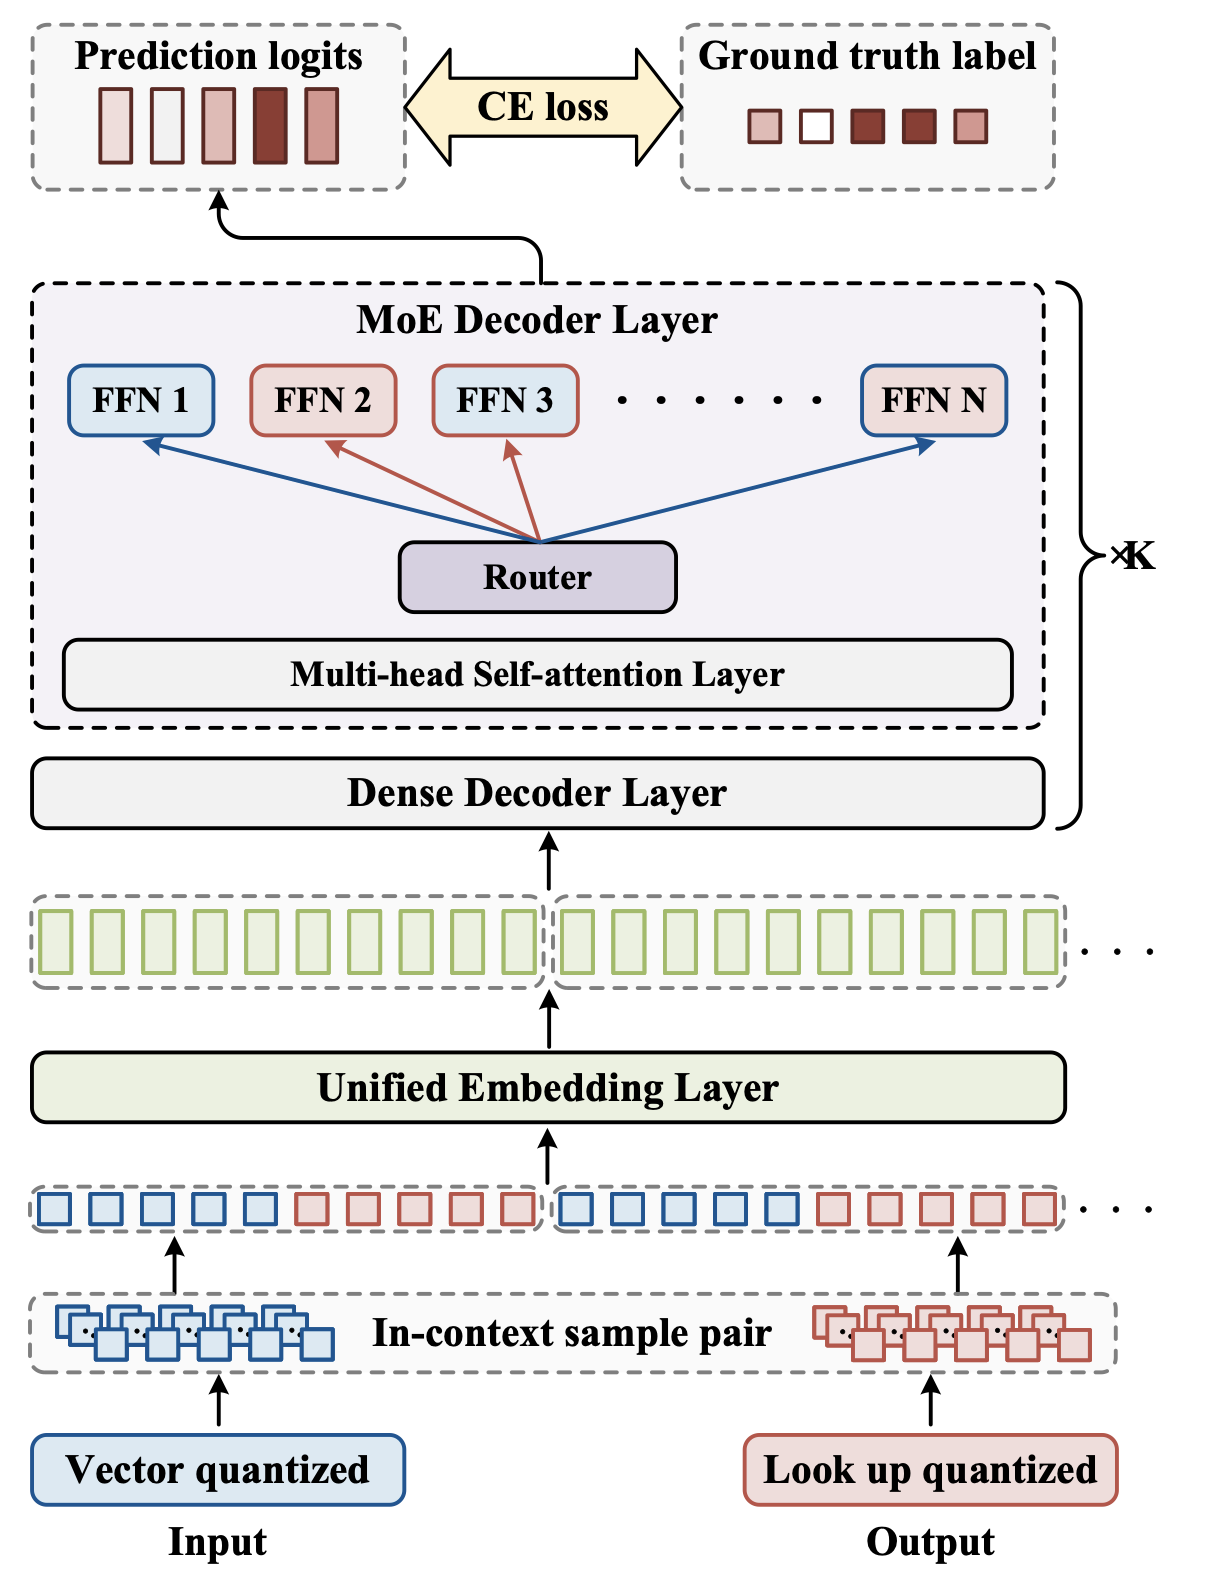 Prediction logits
CE loss
Ground truth label
MoE Decoder Layer
FFN 1
FFN 2
FFN 3
· · · · · ·
FFN N
Router
×K
Multi-head Self-attention Layer
Dense Decoder Layer
· · ·
Unified Embedding Layer
· · ·
In-context sample pair
Vector quantized
Look up quantized
Input
Output